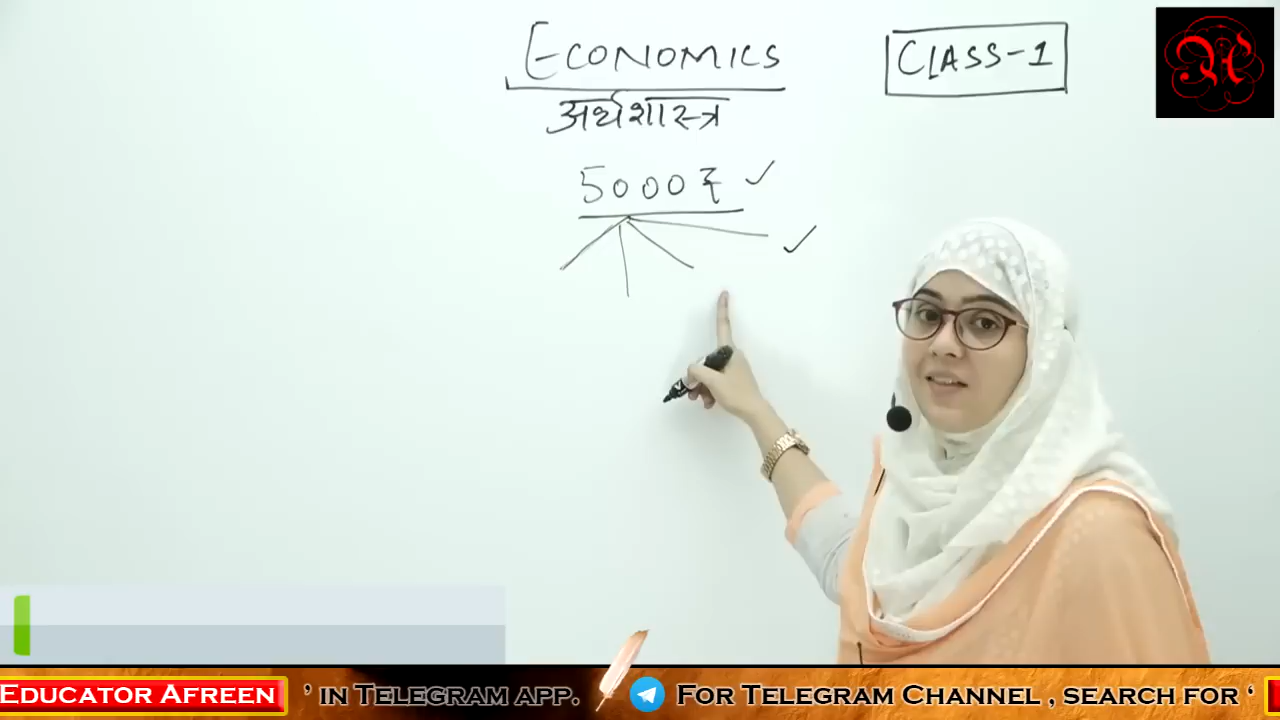 ECONOMICS
CLASS-1
अर्थशास्त्र
5000₹
EDUCATOR AFREEN ' IN TELEGRAM APP. FOR TELEGRAM CHANNEL , SEARCH FOR '